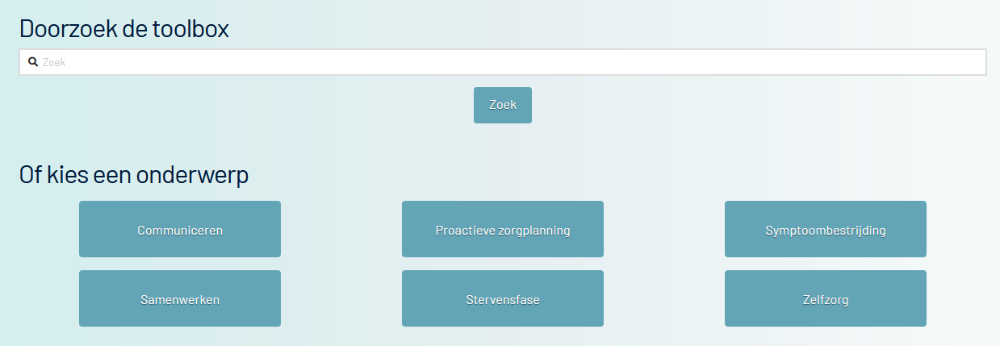 Doorzoek de toolbox
Zoek
Zoek
Of kies een onderwerp
Communiceren
Proactieve zorgplanning
Symptoombestrijding
Samenwerken
Stervensfase
Zelfzorg